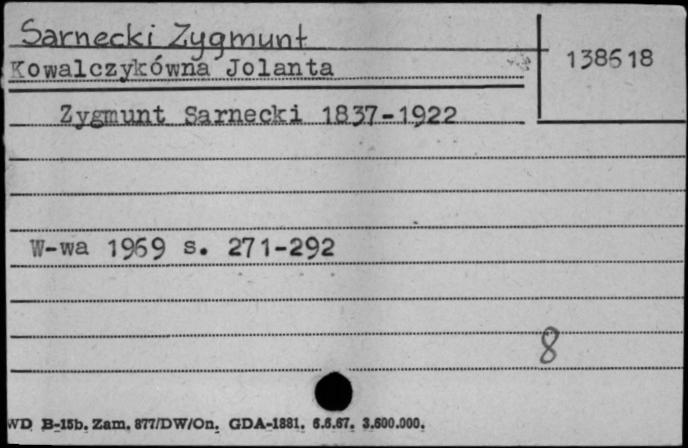 Sarnecki Zygmunt
138618
Kowalczykówna Jolanta
Zygmunt Sarnecki 1837-1922
W-wa 1969 s. 271-292
8
WD B-15b. Zam. 877/DW/On. GDA-1881. 6.6.67. 3.600.000.